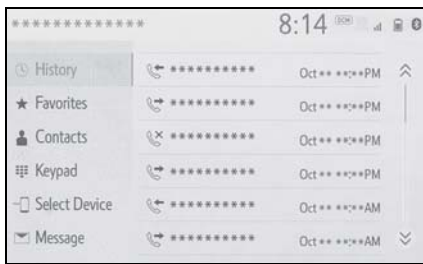 ************* 8:14 DCM
History ********** Oct ** **:**PM
Favorites ********** Oct ** **:**PM
Contacts ********** Oct ** **:**PM
Keypad ********** Oct ** **:**PM
Select Device ********** Oct ** **:**AM
Message ********** Oct ** **:**AM